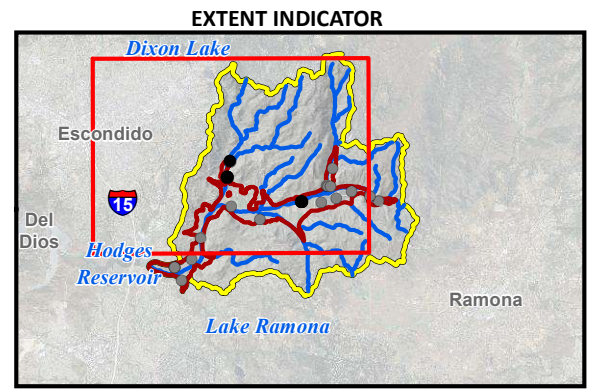 EXTENT INDICATOR
Dixon Lake
Escondido
15
Del
Dios
Hodges
Reservoir
Ramona
Lake Ramona